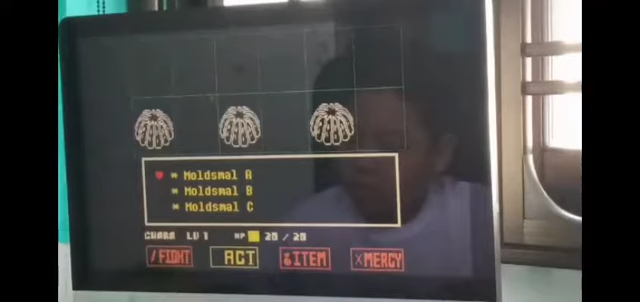 * Moldsmal A
* Moldsmal B
* Moldsmal C
CHARA LV 1 HP 20 / 20
FIGHT ACT ITEM MERCY